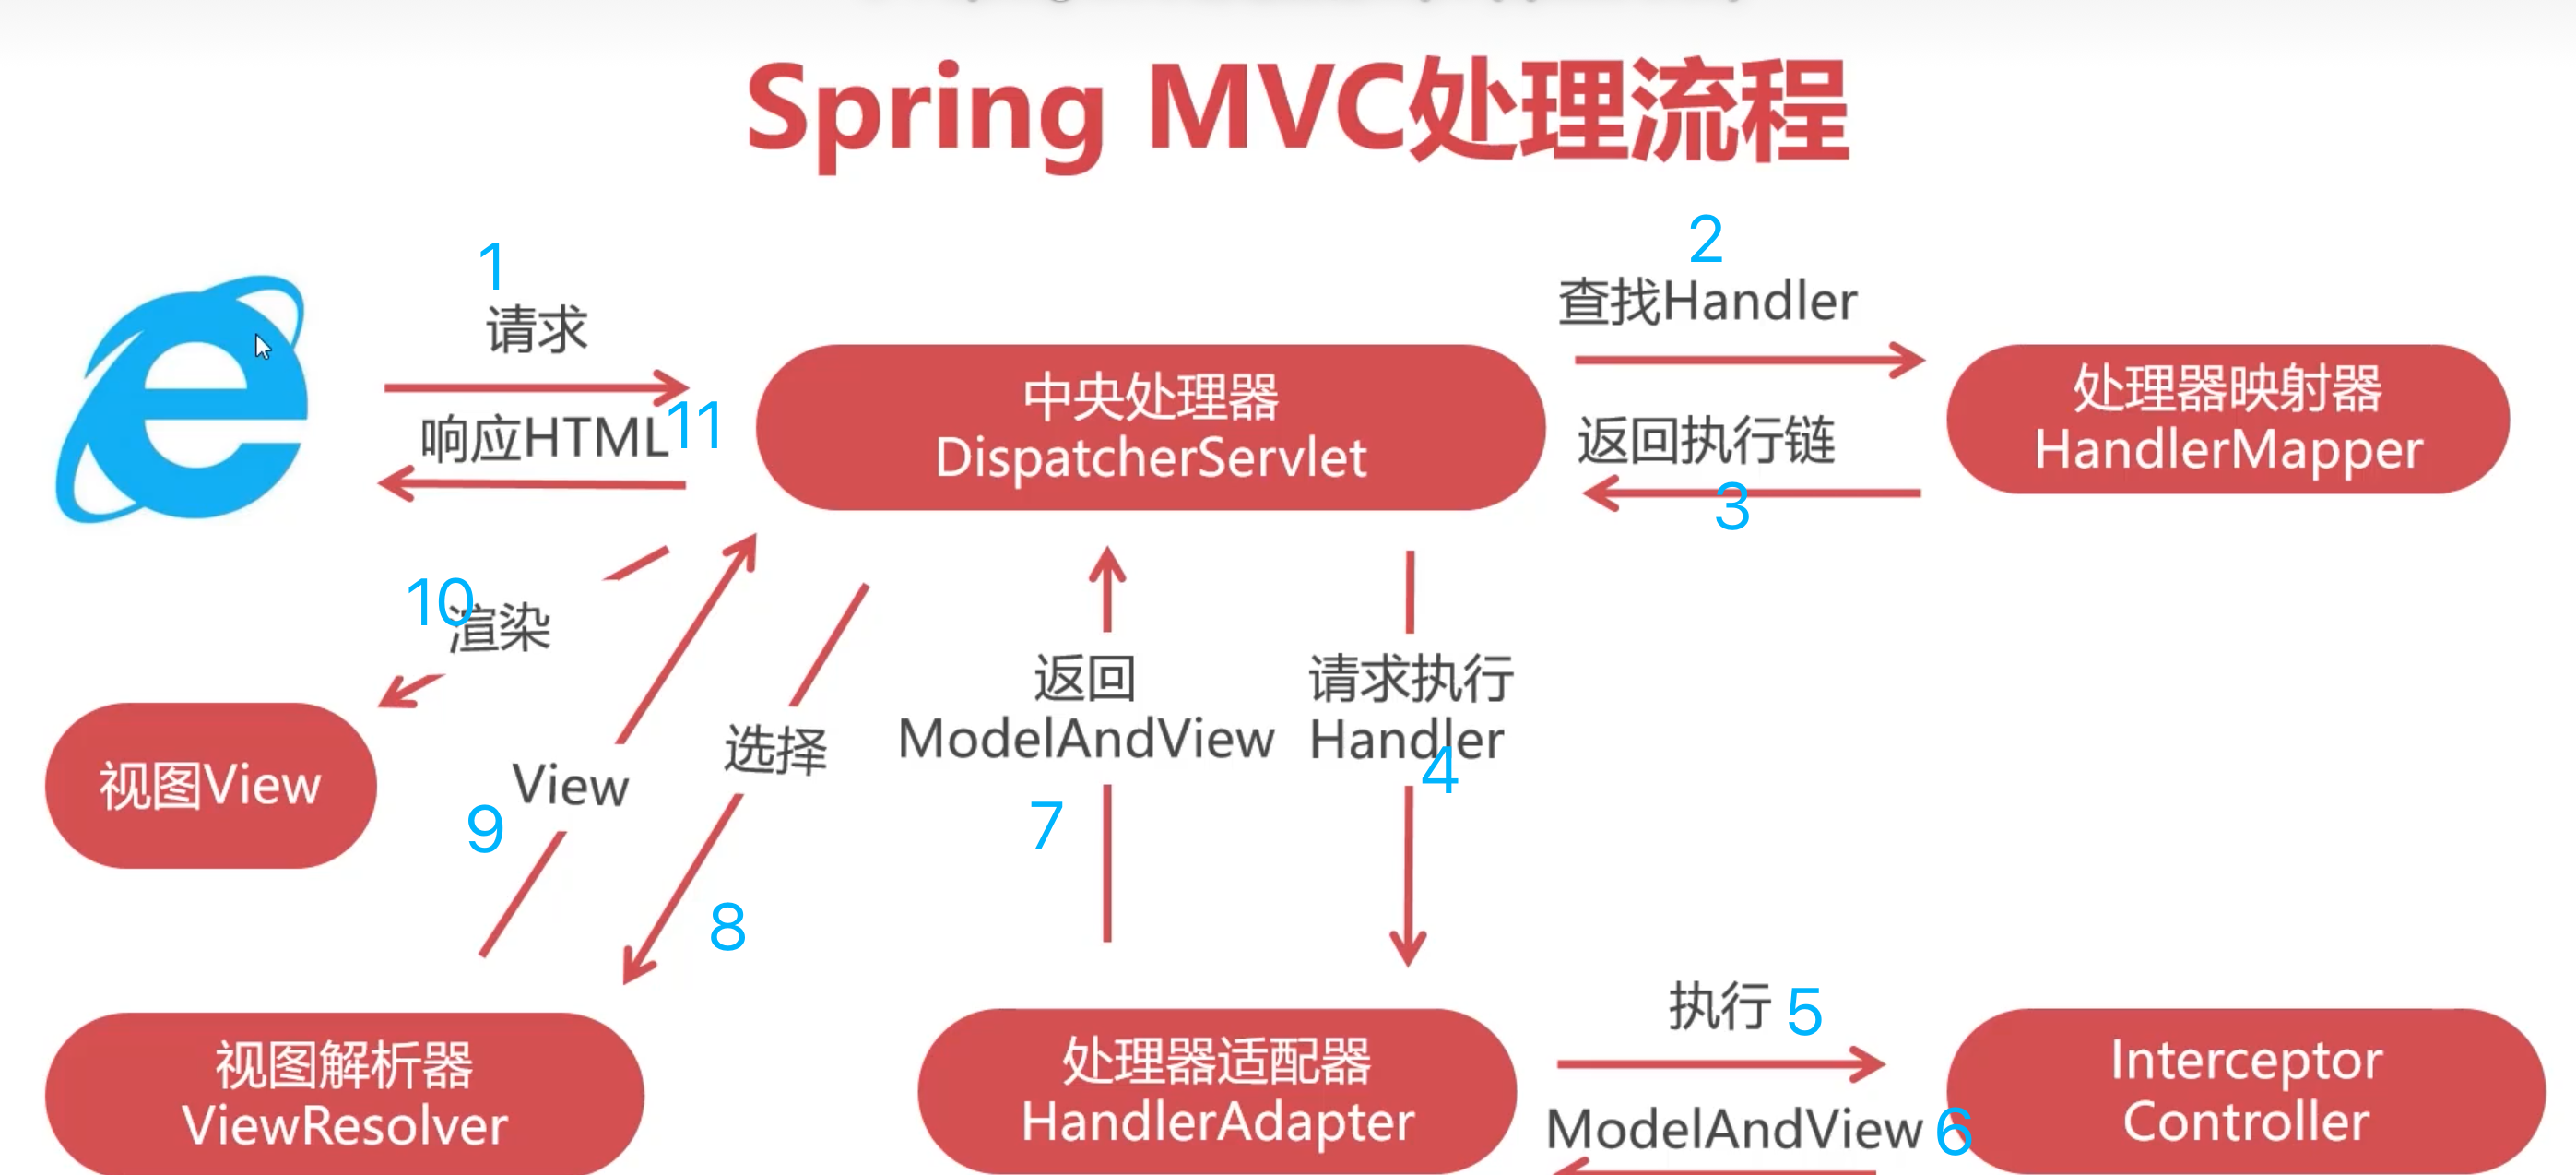 Spring MVC处理流程
1
请求
响应HTML
11
中央处理器
DispatcherServlet
2
查找Handler
返回执行链
3
处理器映射器
HandlerMapper
10
渲染
视图View
View
9
选择
8
返回
ModelAndView
7
请求执行
Handler
4
视图解析器
ViewResolver
处理器适配器
HandlerAdapter
执行 5
ModelAndView 6
Interceptor
Controller